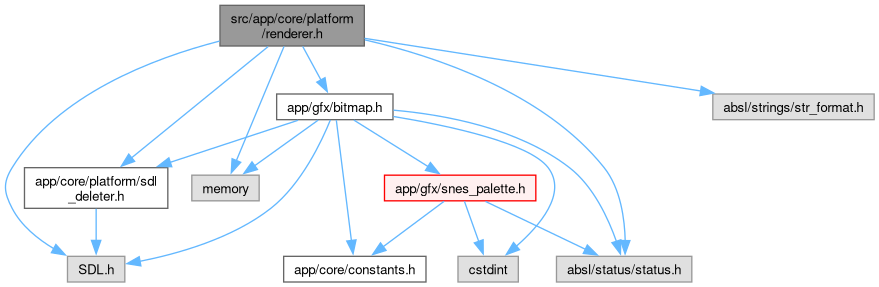 src/app/core/platform
/renderer.h
app/gfx/bitmap.h
absl/strings/str_format.h
app/core/platform/sdl
_deleter.h
memory
app/gfx/snes_palette.h
SDL.h
app/core/constants.h
cstdint
absl/status/status.h